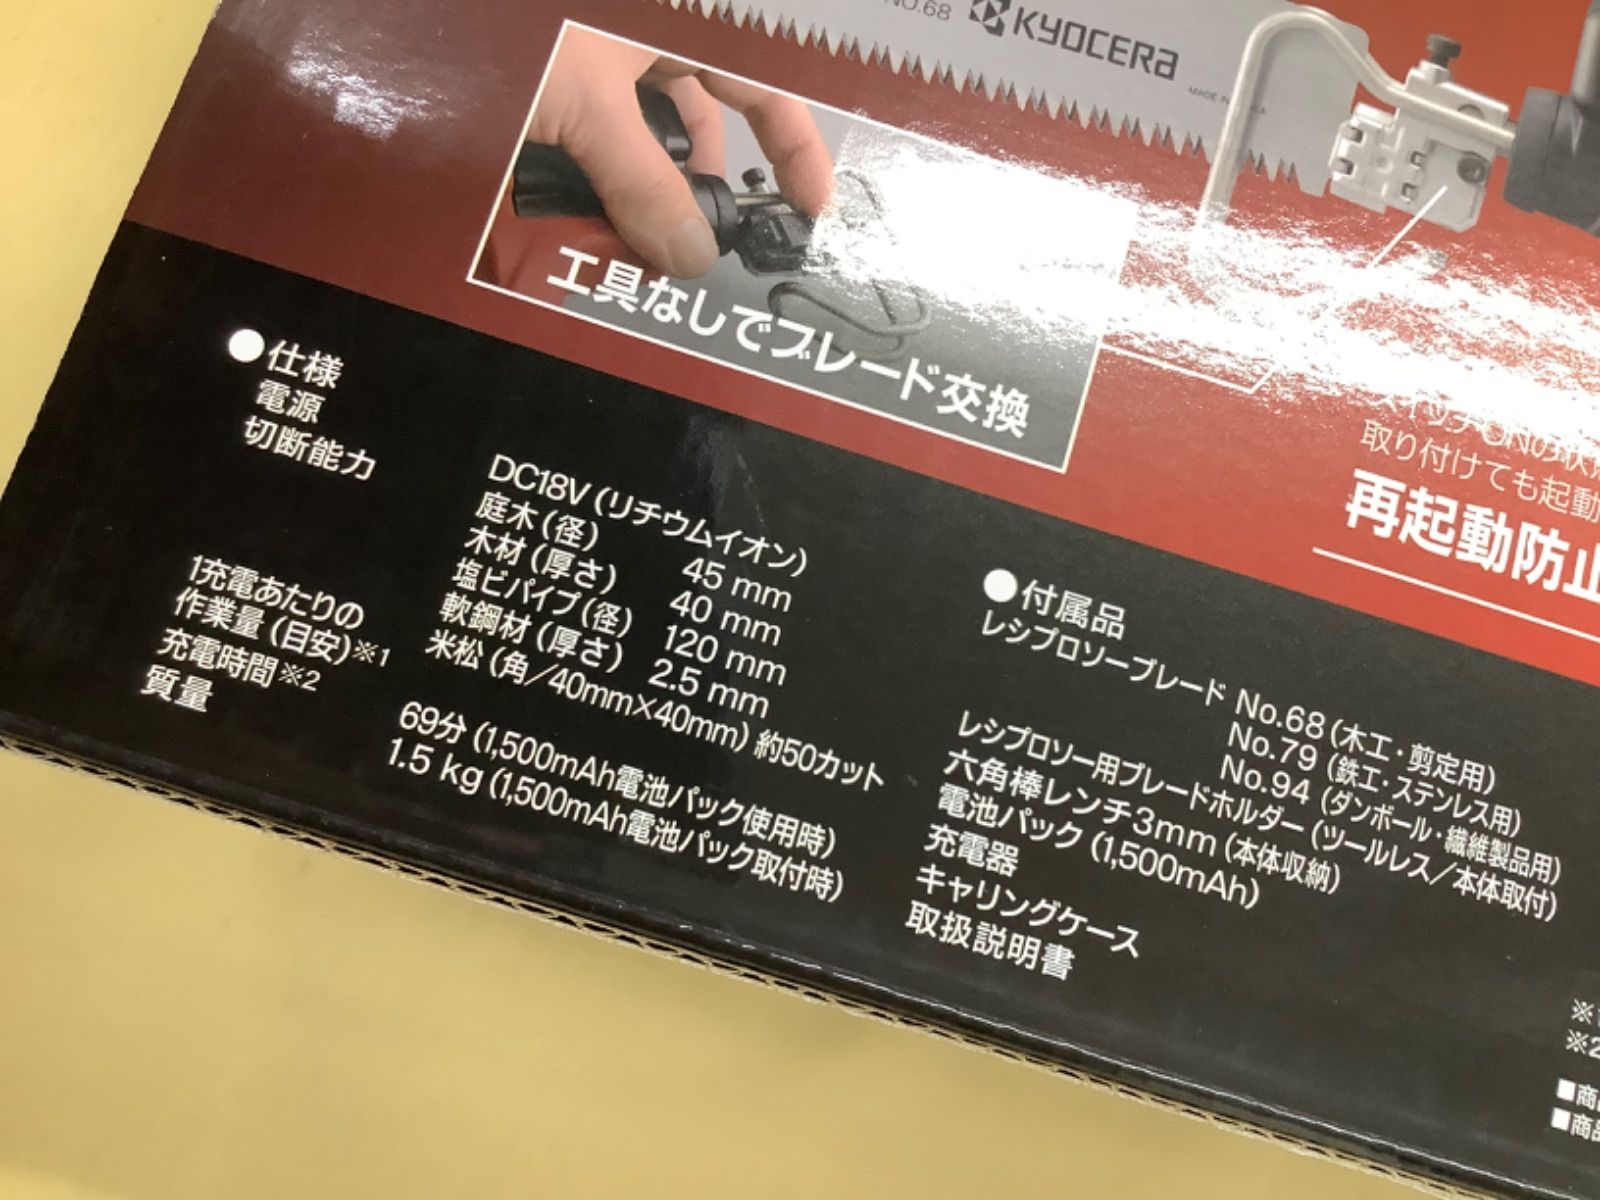 NO.68 KYOCERA
工具なしでブレード交換
取り付けても起動
再起動防止
●仕様
電源 DC18V(リチウムイオン)
切断能力 庭木(径) 45 mm
木材(厚さ) 40 mm
塩ビパイプ(径) 120 mm
軟鋼材(厚さ) 2.5 mm
1充電あたりの
作業量(目安)※1 米松(角/40mm×40mm)約50カット
充電時間※2 69分(1,500mAh電池パック使用時)
質量 1.5 kg(1,500mAh電池パック取付時)
●付属品
レシプロソーブレード No.68(木工・剪定用)
No.79(鉄工・ステンレス用)
No.94(ダンボール・繊維製品用)
レシプロソー用ブレードホルダー(ツールレス/本体取付)
六角棒レンチ3mm(本体収納)
電池パック(1,500mAh)
充電器
キャリングケース
取扱説明書
※1
※2
■商
■商